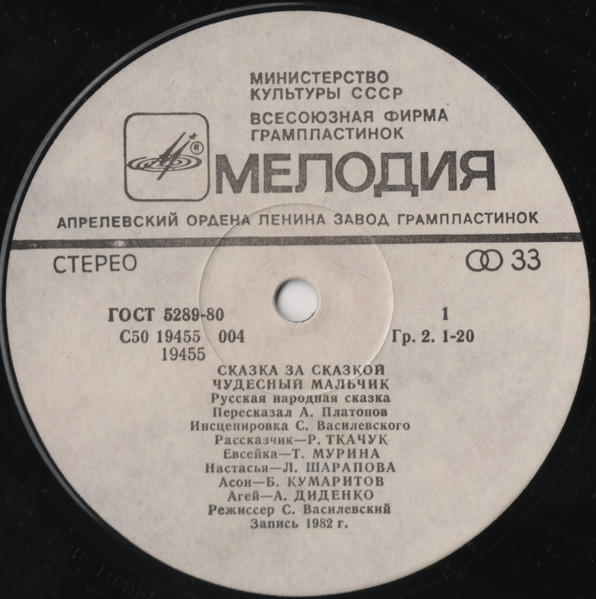 МИНИСТЕРСТВО
КУЛЬТУРЫ СССР
ВСЕСОЮЗНАЯ ФИРМА
ГРАМПЛАСТИНОК
®
МЕЛОДИЯ
АПРЕЛЕВСКИЙ ОРДЕНА ЛЕНИНА ЗАВОД ГРАМПЛАСТИНОК
СТЕРЕО 33
ГОСТ 5289-80 1
С50 19455 004 Гр. 2. 1-20
19455
СКАЗКА ЗА СКАЗКОЙ
ЧУДЕСНЫЙ МАЛЬЧИК
Русская народная сказка
Пересказал А. Платонов
Инсценировка С. Василевского
Рассказчик—Р. ТКАЧУК
Евсейка—Т. МУРИНА
Настасья—Л. ШАРАПОВА
Асон—Б. КУМАРИТОВ
Агей—А. ДИДЕНКО
Режиссер С. Василевский
Запись 1982 г.